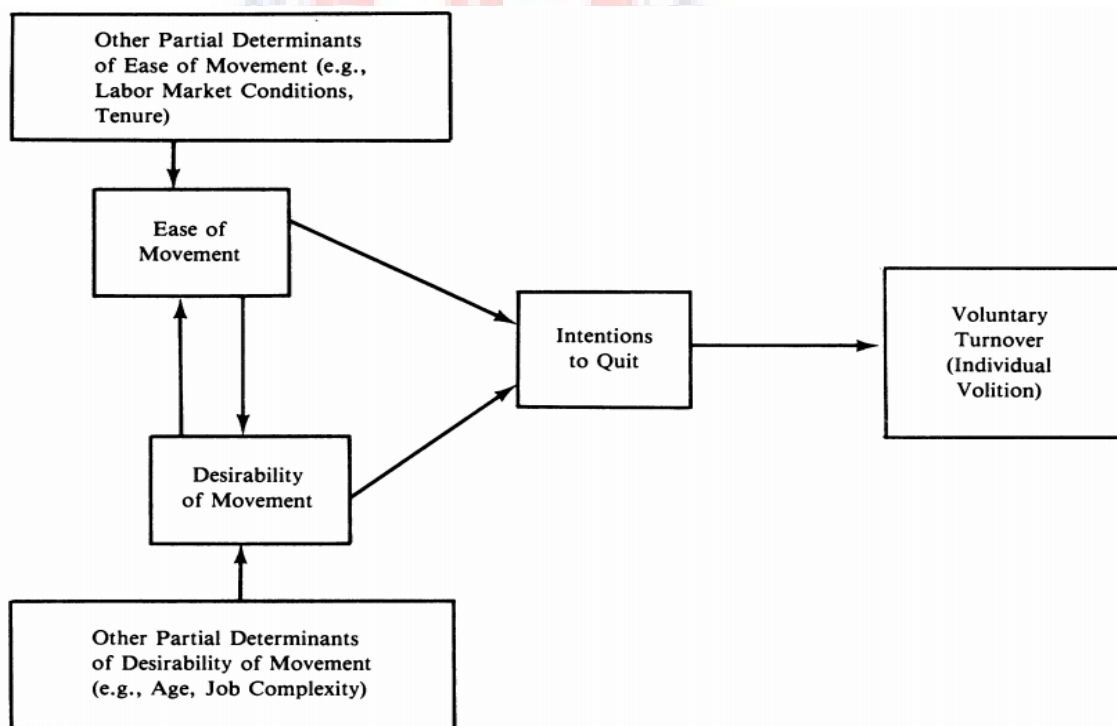 Other Partial Determinants
of Ease of Movement (e.g.,
Labor Market Conditions,
Tenure)
Ease of
Movement
Intentions
to Quit
Voluntary
Turnover
(Individual
Volition)
Desirability
of Movement
Other Partial Determinants
of Desirability of Movement
(e.g., Age, Job Complexity)